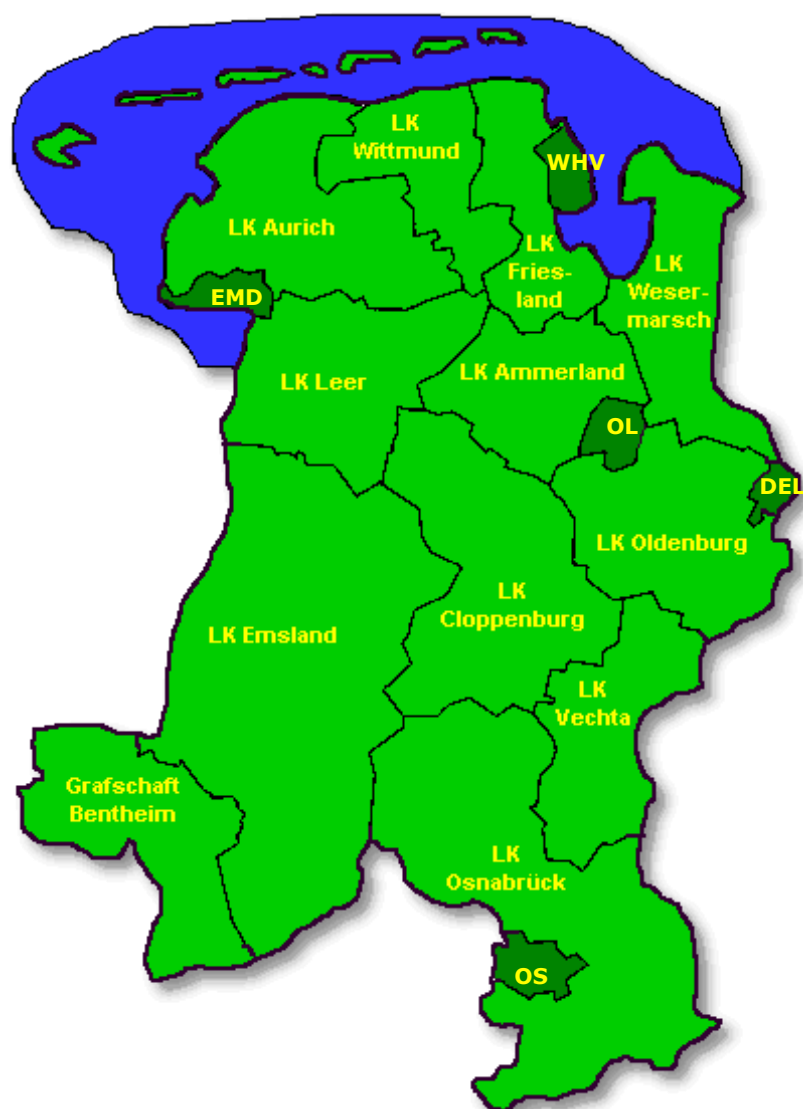 LK
Wittmund
WHV
LK Aurich
LK
Fries-
land
LK
Weser-
marsch
EMD
LK Leer
LK Ammerland
OL
DEL
LK Oldenburg
LK
Cloppenburg
LK Emsland
LK
Vechta
Grafschaft
Bentheim
LK
Osnabrück
OS